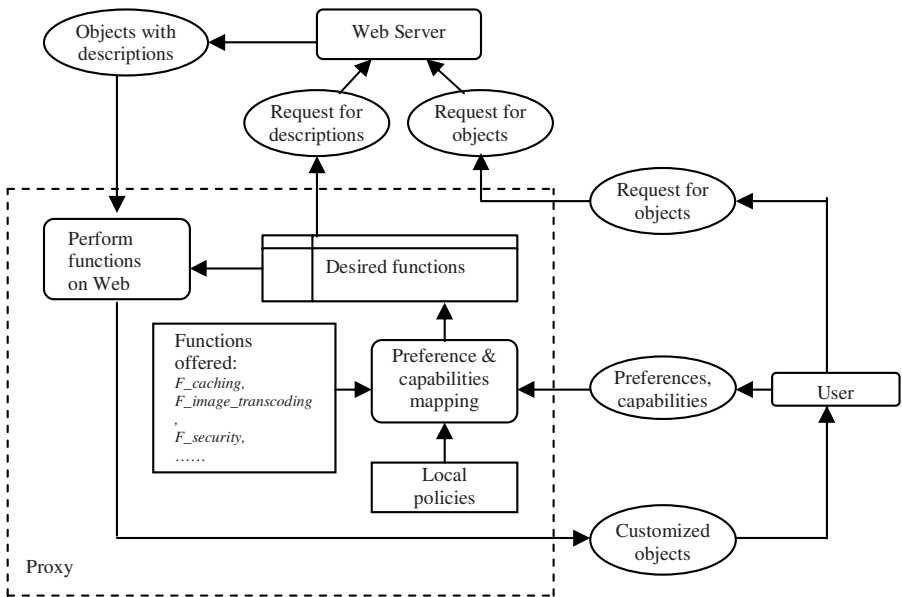 Objects with
descriptions
Web Server
Request for
descriptions
Request for
objects
Request for
objects
Perform
functions
on Web
Desired functions
Functions
offered:
F_caching,
F_image_transcoding
,
F_security,
……
Preference &
capabilities
mapping
Preferences,
capabilities
User
Local
policies
Customized
objects
Proxy